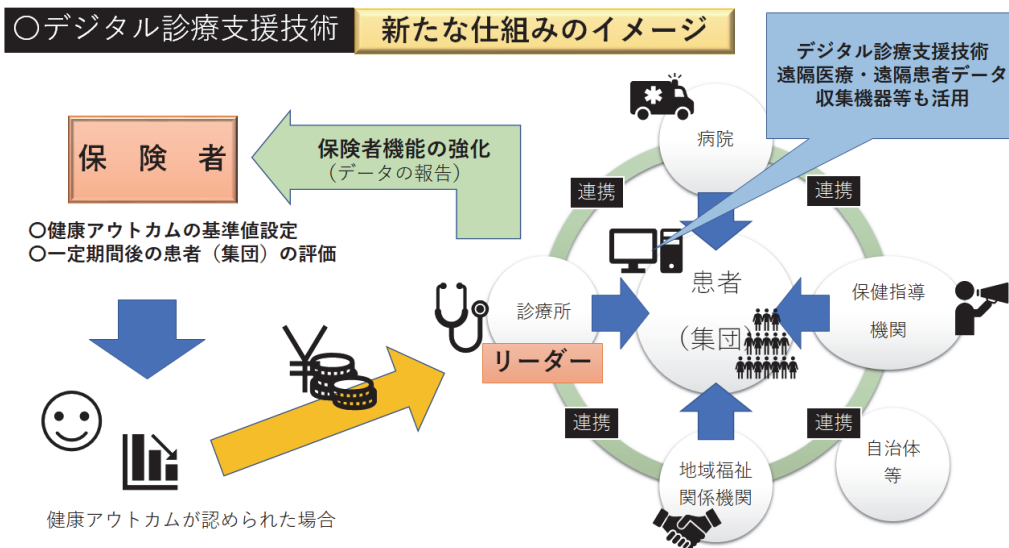 〇デジタル診療支援技術
新たな仕組みのイメージ
デジタル診療支援技術
遠隔医療・遠隔患者データ
収集機器等も活用
保険者
保険者機能の強化
（データの報告）
〇健康アウトカムの基準値設定
〇一定期間後の患者（集団）の評価
病院
連携
連携
患者
（集団）
診療所
リーダー
保健指導
機関
¥
連携
連携
地域福祉
関係機関
自治体
等
健康アウトカムが認められた場合